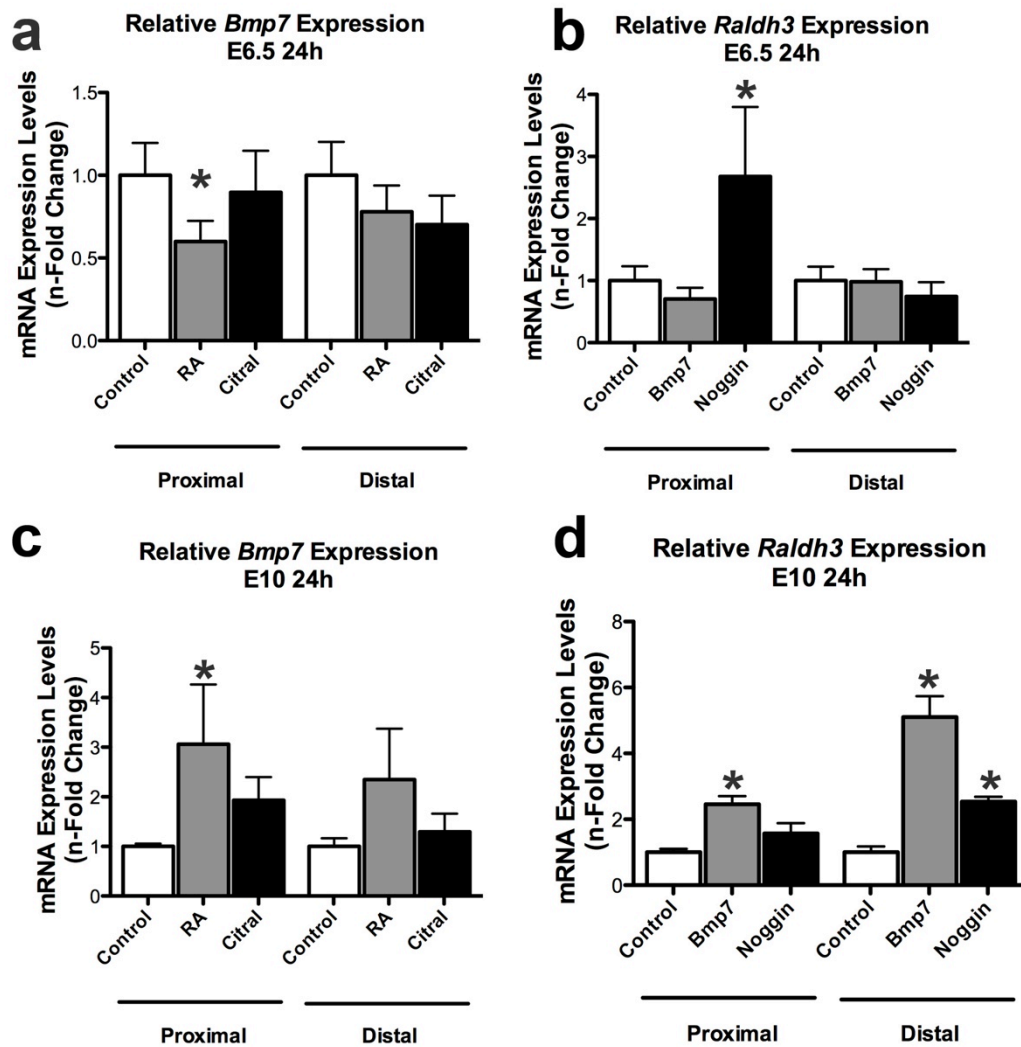 a
Relative Bmp7 Expression
E6.5 24h
mRNA Expression Levels
(n-Fold Change)
1.5
1.0
0.5
0.0
*
Control
RA
Citral
Control
RA
Citral
Proximal
Distal
b
Relative Raldh3 Expression
E6.5 24h
mRNA Expression Levels
(n-Fold Change)
4
3
2
1
0
*
Control
Bmp7
Noggin
Control
Bmp7
Noggin
Proximal
Distal
c
Relative Bmp7 Expression
E10 24h
mRNA Expression Levels
(n-Fold Change)
5
4
3
2
1
0
*
Control
RA
Citral
Control
RA
Citral
Proximal
Distal
d
Relative Raldh3 Expression
E10 24h
mRNA Expression Levels
(n-Fold Change)
8
6
4
2
0
*
*
*
Control
Bmp7
Noggin
Control
Bmp7
Noggin
Proximal
Distal